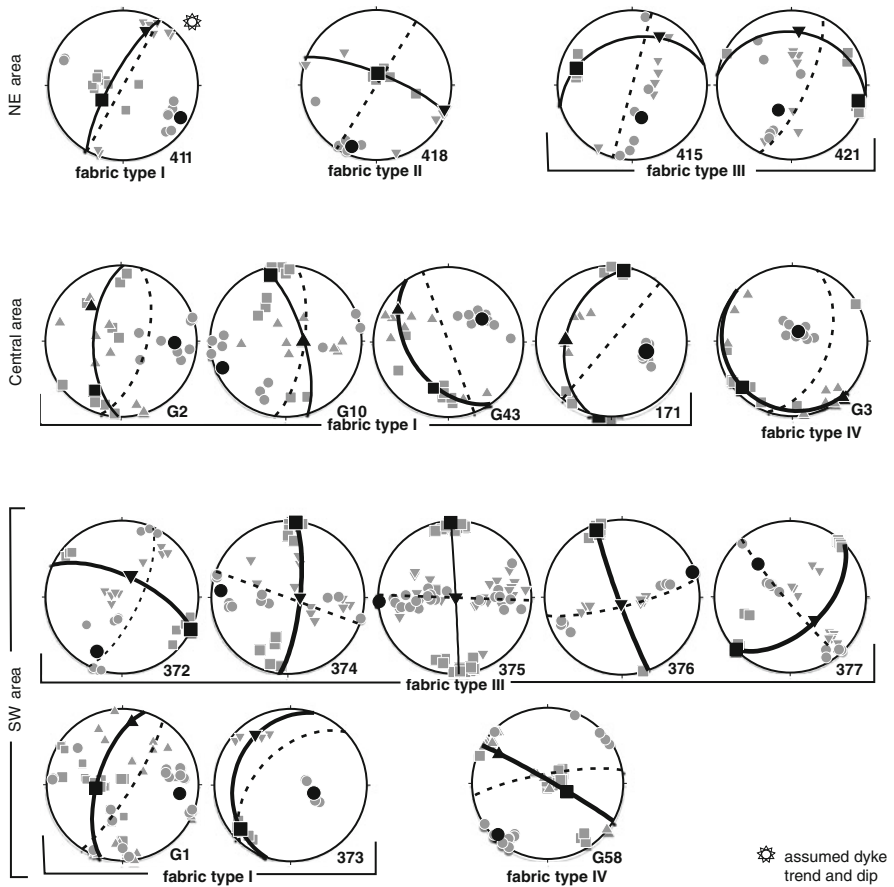 NE area
411
418
415
421
fabric type I
fabric type II
fabric type III
Central area
G2
G10
G43
171
G3
fabric type I
fabric type IV
SW area
372
374
375
376
377
fabric type III
G1
373
G58
fabric type I
fabric type IV
assumed dyke
trend and dip